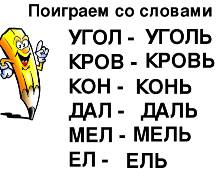 Поиграем со словами
УГОЛ - УГОЛЬ
КРОВ - КРОВЬ
КОН - КОНЬ
ДАЛ - ДАЛЬ
МЕЛ - МЕЛЬ
ЕЛ - ЕЛЬ